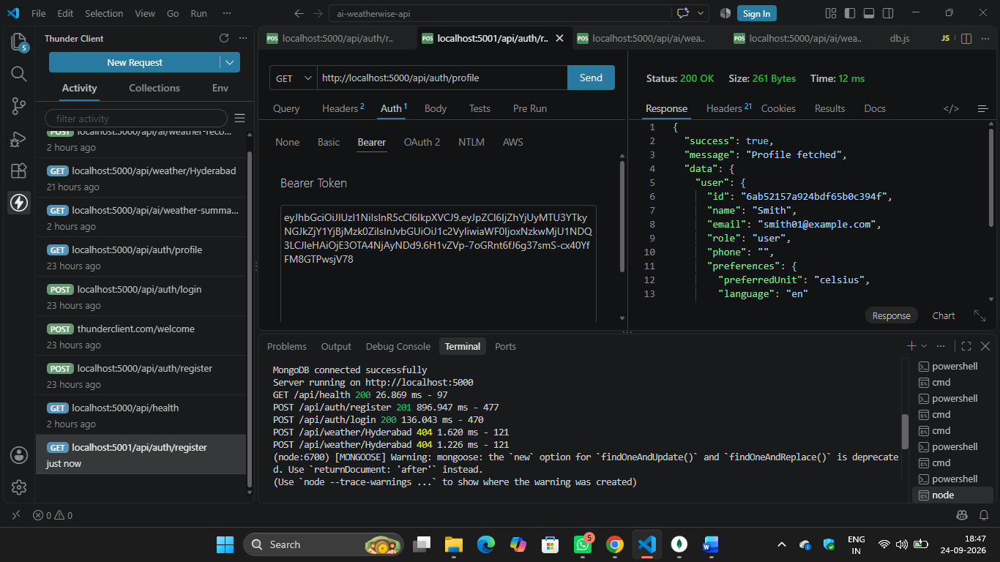 File Edit Selection View Go Run ···
ai-weatherwise-api
Sign In
5
Thunder Client
New Request
Activity Collections Env
filter activity
POST localhost:5000/api/ai/weather-reco...
2 hours ago
GET localhost:5000/api/weather/Hyderabad
21 hours ago
GET localhost:5000/api/ai/weather-summa...
2 hours ago
GET localhost:5000/api/auth/profile
23 hours ago
POST localhost:5000/api/auth/login
23 hours ago
POST thunderclient.com/welcome
23 hours ago
POST localhost:5000/api/auth/register
23 hours ago
GET localhost:5000/api/health
2 hours ago
GET localhost:5001/api/auth/register
just now
POS localhost:5000/api/auth/r..
POS localhost:5001/api/auth/r..
POS localhost:5000/api/ai/wea..
POS localhost:5000/api/ai/wea..
db.js
JS
GET http://localhost:5000/api/auth/profile Send
Query Headers 2 Auth 1 Body Tests Pre Run
None Basic Bearer OAuth 2 NTLM AWS
Bearer Token
eyJhbGciOiJIUzI1NiIsInR5cCI6IkpXVCJ9.eyJpZCI6IjZhYjUyMTU3YTky
NGJkZjY1YjBjMzk0ZiIsInJvbGUiOiJ1c2VyIiwiaWF0IjoxNzkwMjU1NDQ
3LCJleHAiOjE3OTA4NjAyNDd9.6H1vZVp-7oGRnt6fJ6g37smS-cx40Yf
FM8GTPwsjV78
Status: 200 OK Size: 261 Bytes Time: 12 ms
Response Headers 21 Cookies Results Docs </>
1 {
2 "success": true,
3 "message": "Profile fetched",
4 "data": {
5 "user": {
6 "id": "6ab52157a924bdf65b0c394f",
7 "name": "Smith",
8 "email": "smith01@example.com",
9 "role": "user",
10 "phone": "",
11 "preferences": {
12 "preferredUnit": "celsius",
13 "language": "en"
Response Chart
Problems Output Debug Console Terminal Ports
MongoDB connected successfully
Server running on http://localhost:5000
GET /api/health 200 26.869 ms - 97
POST /api/auth/register 201 896.947 ms - 477
POST /api/auth/login 200 136.043 ms - 470
POST /api/weather/Hyderabad 404 1.620 ms - 121
POST /api/weather/Hyderabad 404 1.226 ms - 121
(node:6700) [MONGOOSE] Warning: mongoose: the `new` option for `findOneAndUpdate()` and `findOneAndReplace()` is deprecate
d. Use `returnDocument: 'after'` instead.
(Use `node --trace-warnings ...` to show where the warning was created)
powershell
cmd
powershell
cmd
cmd
powershell
cmd
powershell
node
0 0
Search
5
ENG
IN
18:47
24-09-2026